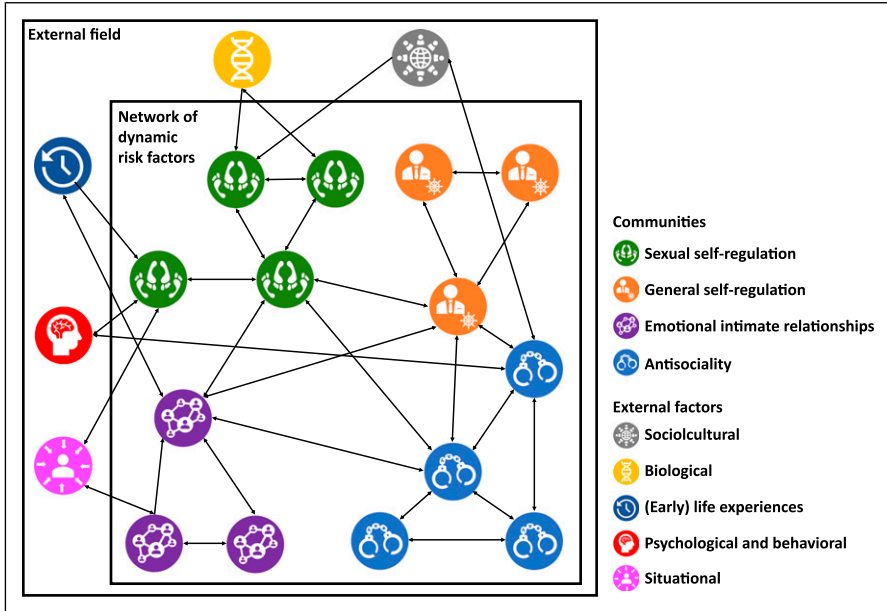 External field
Network of
dynamic
risk factors
Communities
Sexual self-regulation
General self-regulation
Emotional intimate relationships
Antisociality
External factors
Sociolcultural
Biological
(Early) life experiences
Psychological and behavioral
Situational